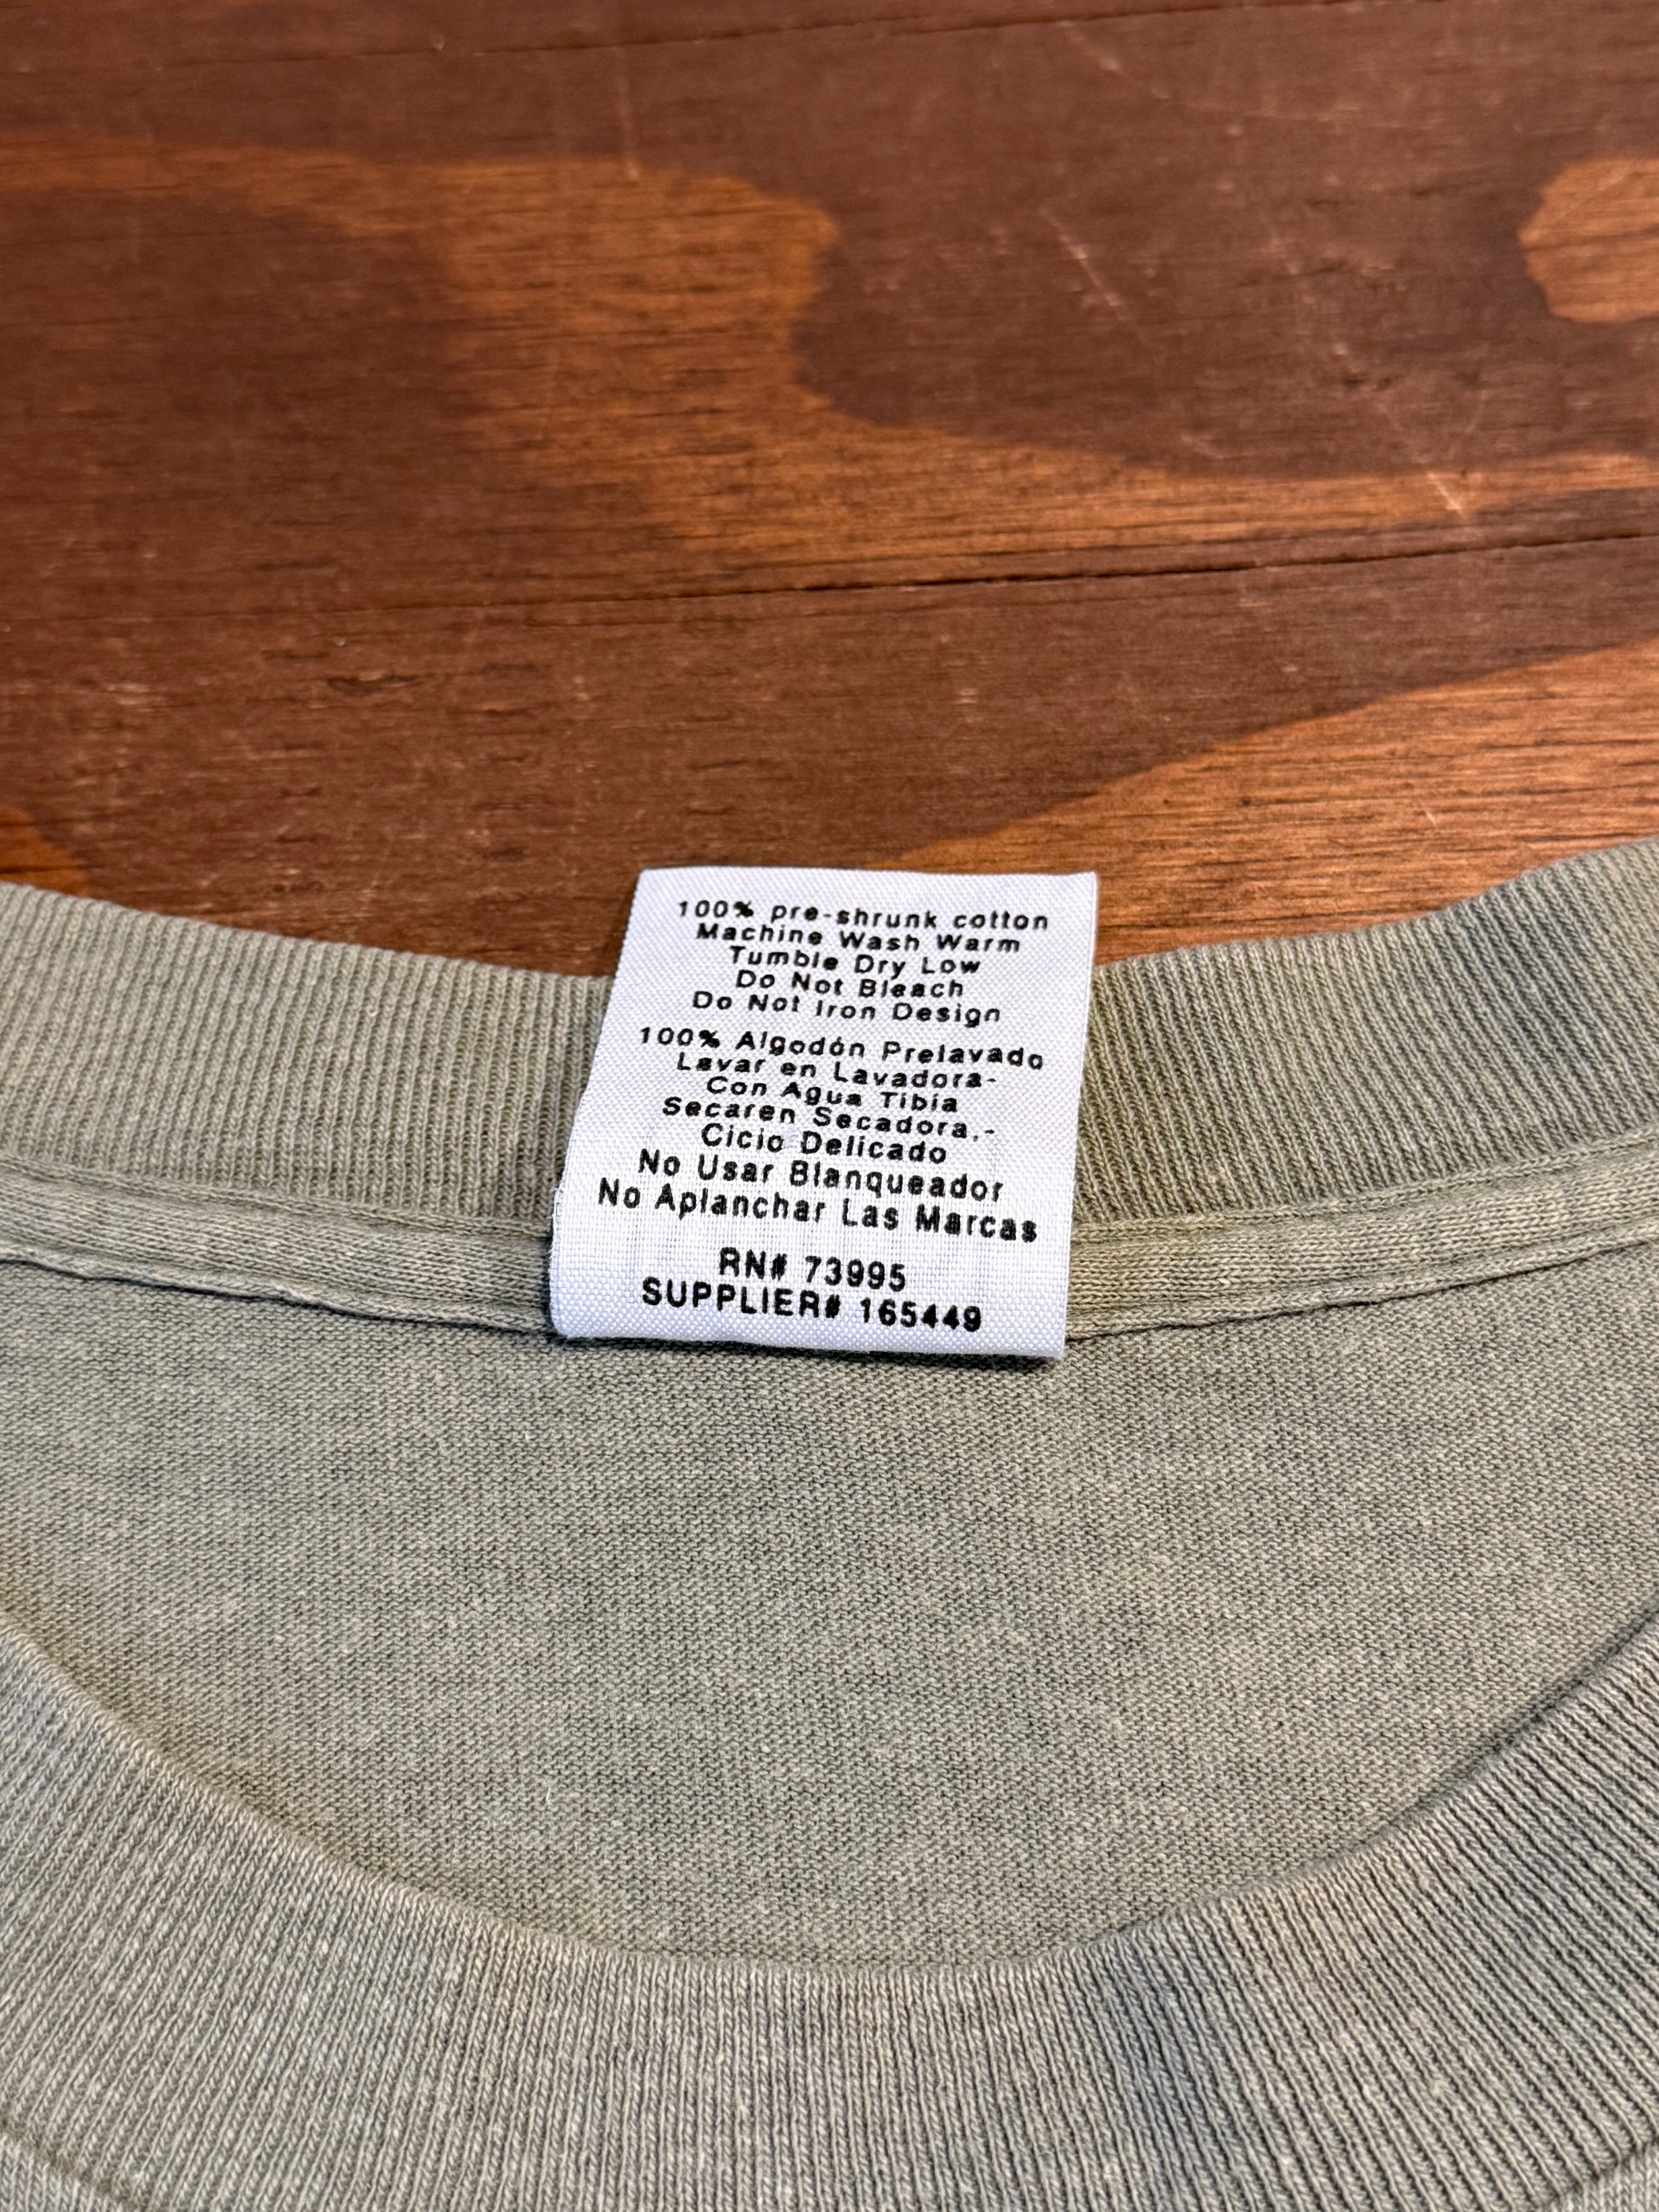 100% pre-shrunk cotton
Machine Wash Warm
Tumble Dry Low
Do Not Bleach
Do Not Iron Design
100% Algodón Prelavado
Lavar en Lavadora-
Con Agua Tibia
Secaren Secadora,-
Ciclo Delicado
No Usar Blanqueador
No Aplanchar Las Marcas
RN# 73995
SUPPLIER# 165449